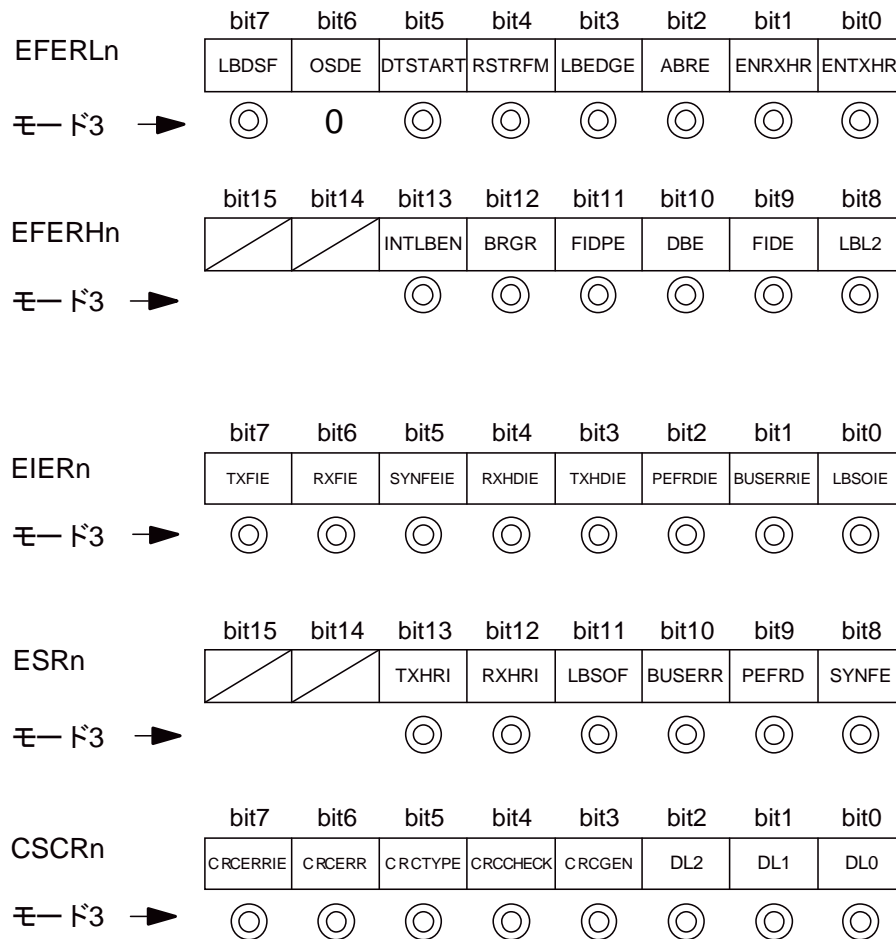 bit7 bit6 bit5 bit4 bit3 bit2 bit1 bit0
EFERLn LBDSF OSDE DTSTART RSTRFM LBEDGE ABRE ENRXHR ENTXHR
モード3 → ◎ 0 ◎ ◎ ◎ ◎ ◎ ◎
bit15 bit14 bit13 bit12 bit11 bit10 bit9 bit8
EFERHn INTLBEN BRGR FIDPE DBE FIDE LBL2
モード3 → ◎ ◎ ◎ ◎ ◎ ◎
bit7 bit6 bit5 bit4 bit3 bit2 bit1 bit0
EIERn TXFIE RXFIE SYNFEIE RXHDIE TXHDIE PEFRDIE BUSERRIE LBSOIE
モード3 → ◎ ◎ ◎ ◎ ◎ ◎ ◎ ◎
bit15 bit14 bit13 bit12 bit11 bit10 bit9 bit8
ESRn TXHRI RXHRI LBSOF BUSERR PEFRD SYNFE
モード3 → ◎ ◎ ◎ ◎ ◎ ◎
bit7 bit6 bit5 bit4 bit3 bit2 bit1 bit0
CSCRn CRCERRIE CRCERR CRCTYPE CRCCHECK CRCGEN DL2 DL1 DL0
モード3 → ◎ ◎ ◎ ◎ ◎ ◎ ◎ ◎